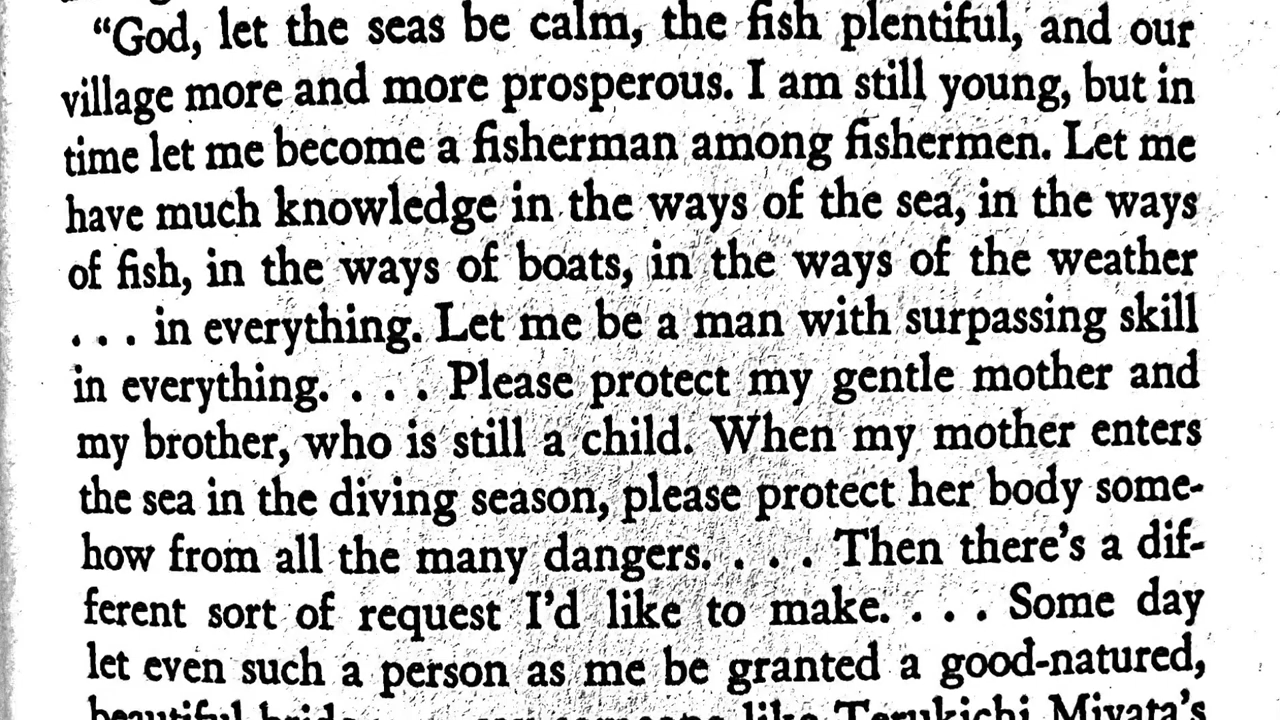 “God, let the seas be calm, the fish plentiful, and our
village more and more prosperous. I am still young, but in
time let me become a fisherman among fishermen. Let me
have much knowledge in the ways of the sea, in the ways
of fish, in the ways of boats, in the ways of the weather
. . . in everything. Let me be a man with surpassing skill
in everything. . . . Please protect my gentle mother and
my brother, who is still a child. When my mother enters
the sea in the diving season, please protect her body some-
how from all the many dangers. . . . Then there’s a dif-
ferent sort of request I’d like to make. . . . Some day
let even such a person as me be granted a good-natured,
beautiful bride someone like Terukichi Miyata’s